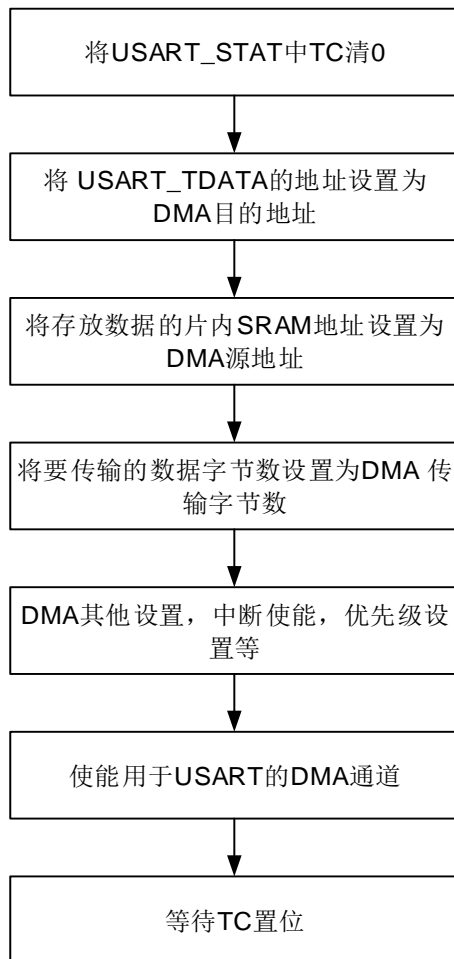 将USART_STAT中TC清0
将 USART_TDATA的地址设置为
DMA目的地址
将存放数据的片内SRAM地址设置为
DMA源地址
将要传输的数据字节数设置为DMA 传
输字节数
DMA其他设置，中断使能，优先级设
置等
使能用于USART的DMA通道
等待TC置位